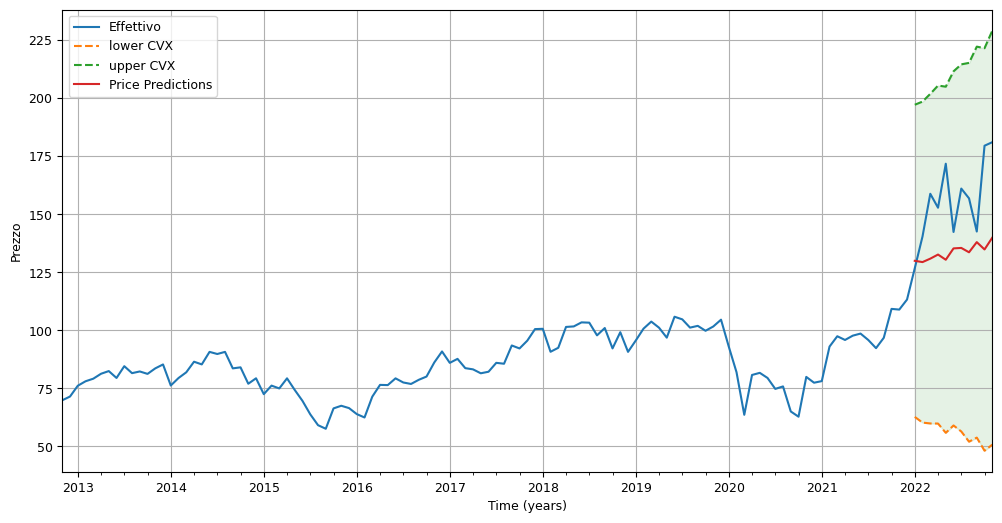 Effettivo
lower CVX
upper CVX
Price Predictions
225
200
175
150
125
100
75
50
Prezzo
2013 2014 2015 2016 2017 2018 2019 2020 2021 2022
Time (years)